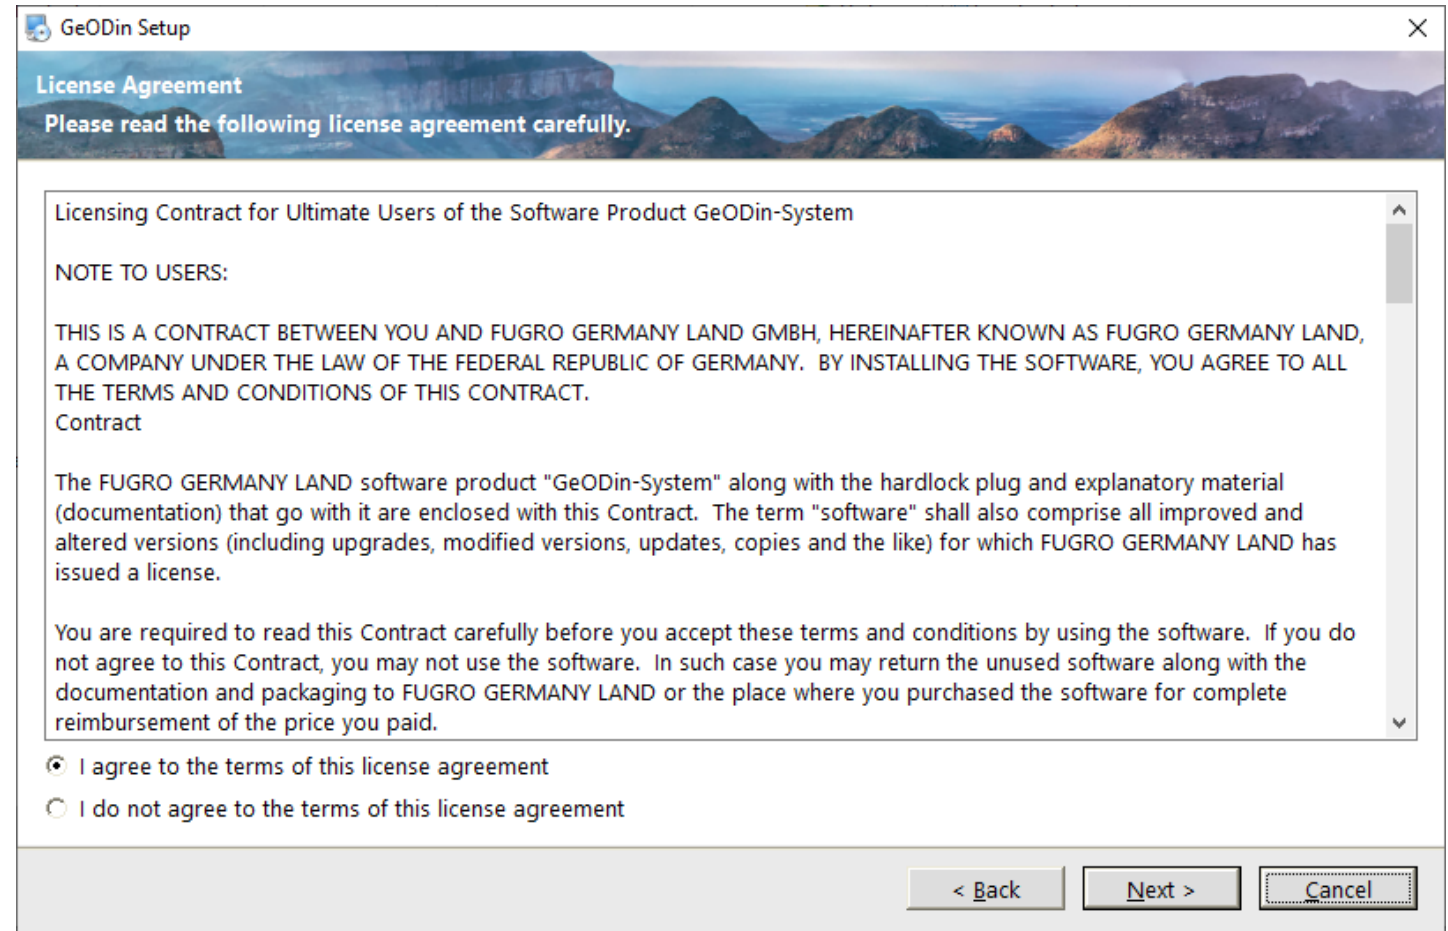 GeODin Setup
License Agreement
Please read the following license agreement carefully.
Licensing Contract for Ultimate Users of the Software Product GeODin-System
NOTE TO USERS:
THIS IS A CONTRACT BETWEEN YOU AND FUGRO GERMANY LAND GMBH, HEREINAFTER KNOWN AS FUGRO GERMANY LAND,
A COMPANY UNDER THE LAW OF THE FEDERAL REPUBLIC OF GERMANY.  BY INSTALLING THE SOFTWARE, YOU AGREE TO ALL
THE TERMS AND CONDITIONS OF THIS CONTRACT.
Contract
The FUGRO GERMANY LAND software product "GeODin-System" along with the hardlock plug and explanatory material
(documentation) that go with it are enclosed with this Contract.  The term "software" shall also comprise all improved and
altered versions (including upgrades, modified versions, updates, copies and the like) for which FUGRO GERMANY LAND has
issued a license.
You are required to read this Contract carefully before you accept these terms and conditions by using the software.  If you do
not agree to this Contract, you may not use the software.  In such case you may return the unused software along with the
documentation and packaging to FUGRO GERMANY LAND or the place where you purchased the software for complete
reimbursement of the price you paid.
I agree to the terms of this license agreement
I do not agree to the terms of this license agreement
< Back
Next >
Cancel